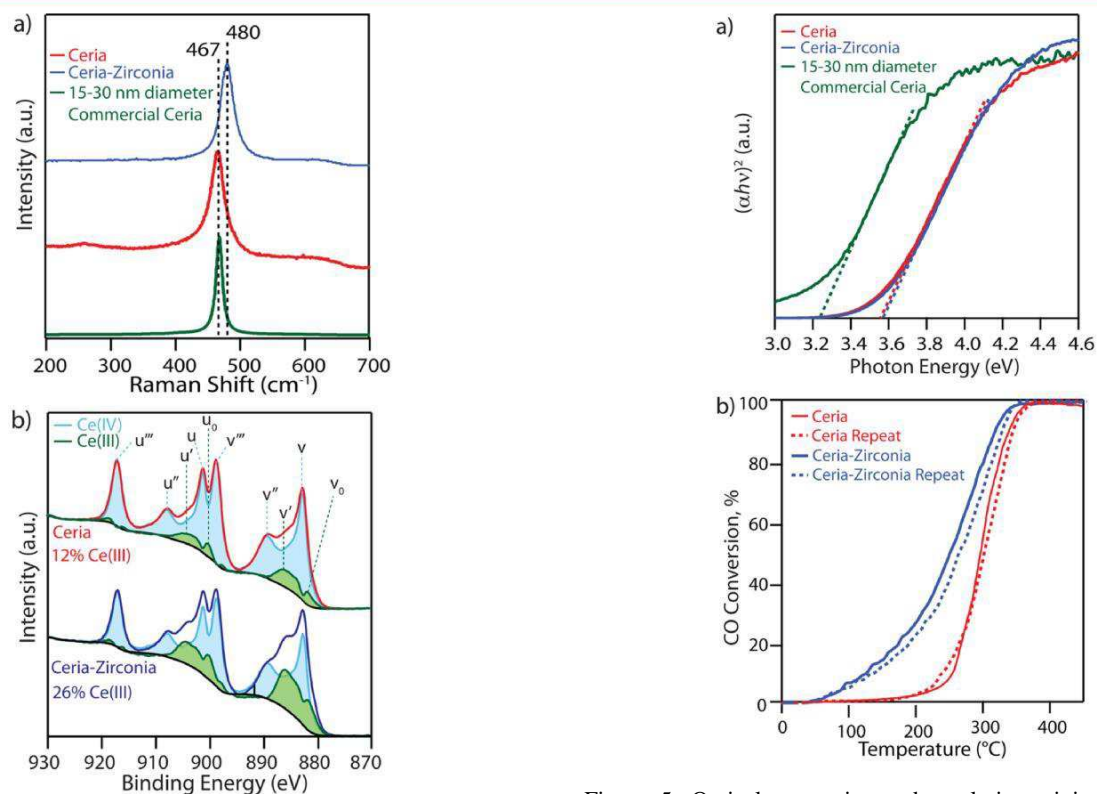 a)
467 480
Ceria
Ceria-Zirconia
15-30 nm diameter
Commercial Ceria
Intensity (a.u.)
200 300 400 500 600 700
Raman Shift (cm⁻¹)
b)
Ce(IV)
Ce(III)
u‴ u″ u′ u u₀ v‴ v″ v′ v v₀
Ceria
12% Ce(III)
Ceria-Zirconia
26% Ce(III)
Intensity (a.u.)
930 920 910 900 890 880 870
Binding Energy (eV)
a)
Ceria
Ceria-Zirconia
15-30 nm diameter
Commercial Ceria
(αhν)² (a.u.)
3.0 3.2 3.4 3.6 3.8 4.0 4.2 4.4 4.6
Photon Energy (eV)
b)
Ceria
Ceria Repeat
Ceria-Zirconia
Ceria-Zirconia Repeat
CO Conversion, %
100
80
60
40
20
0
0 100 200 300 400
Temperature (°C)